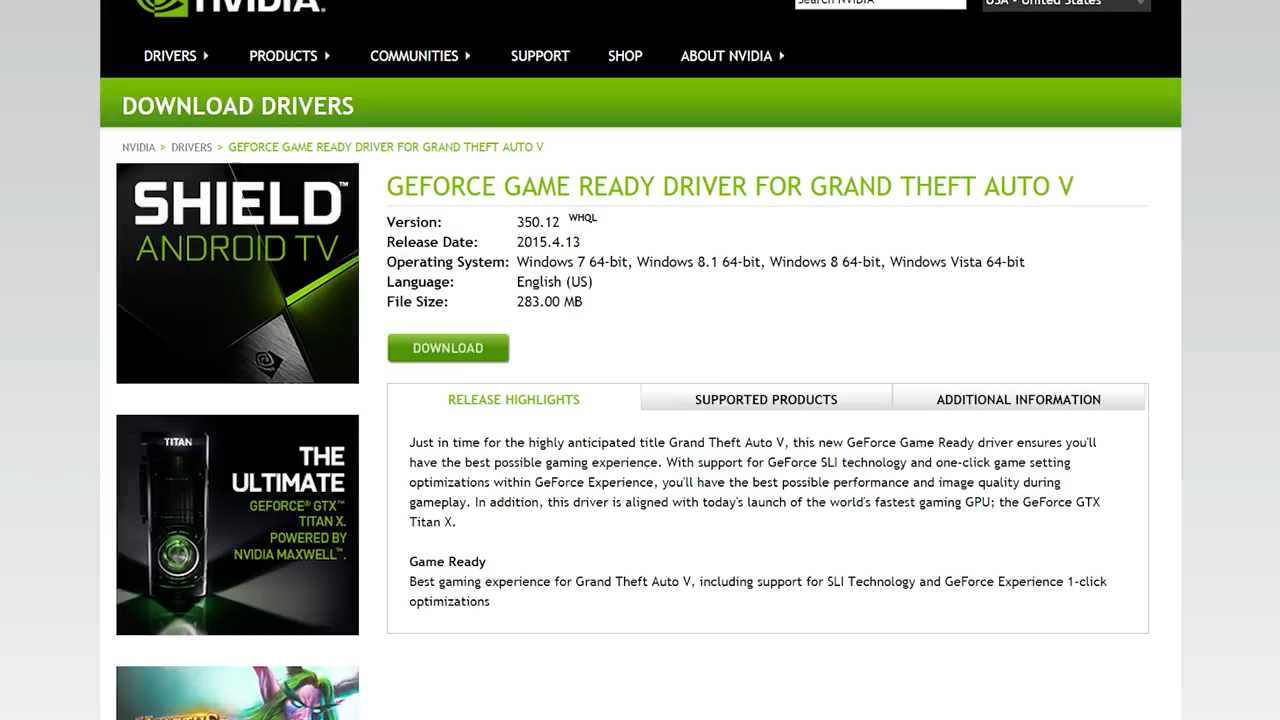 NVIDIA.
Search NVIDIA
USA - United States
DRIVERS
PRODUCTS
COMMUNITIES
SUPPORT
SHOP
ABOUT NVIDIA
DOWNLOAD DRIVERS
NVIDIA > DRIVERS > GEFORCE GAME READY DRIVER FOR GRAND THEFT AUTO V
SHIELD™
ANDROID TV
TITAN
THE
ULTIMATE
GEFORCE® GTX™
TITAN X.
POWERED BY
NVIDIA MAXWELL™.
GEFORCE GAME READY DRIVER FOR GRAND THEFT AUTO V
Version: 350.12 WHQL
Release Date: 2015.4.13
Operating System: Windows 7 64-bit, Windows 8.1 64-bit, Windows 8 64-bit, Windows Vista 64-bit
Language: English (US)
File Size: 283.00 MB
DOWNLOAD
RELEASE HIGHLIGHTS
SUPPORTED PRODUCTS
ADDITIONAL INFORMATION
Just in time for the highly anticipated title Grand Theft Auto V, this new GeForce Game Ready driver ensures you'll
have the best possible gaming experience. With support for GeForce SLI technology and one-click game setting
optimizations within GeForce Experience, you'll have the best possible performance and image quality during
gameplay. In addition, this driver is aligned with today's launch of the world's fastest gaming GPU; the GeForce GTX
Titan X.
Game Ready
Best gaming experience for Grand Theft Auto V, including support for SLI Technology and GeForce Experience 1-click
optimizations